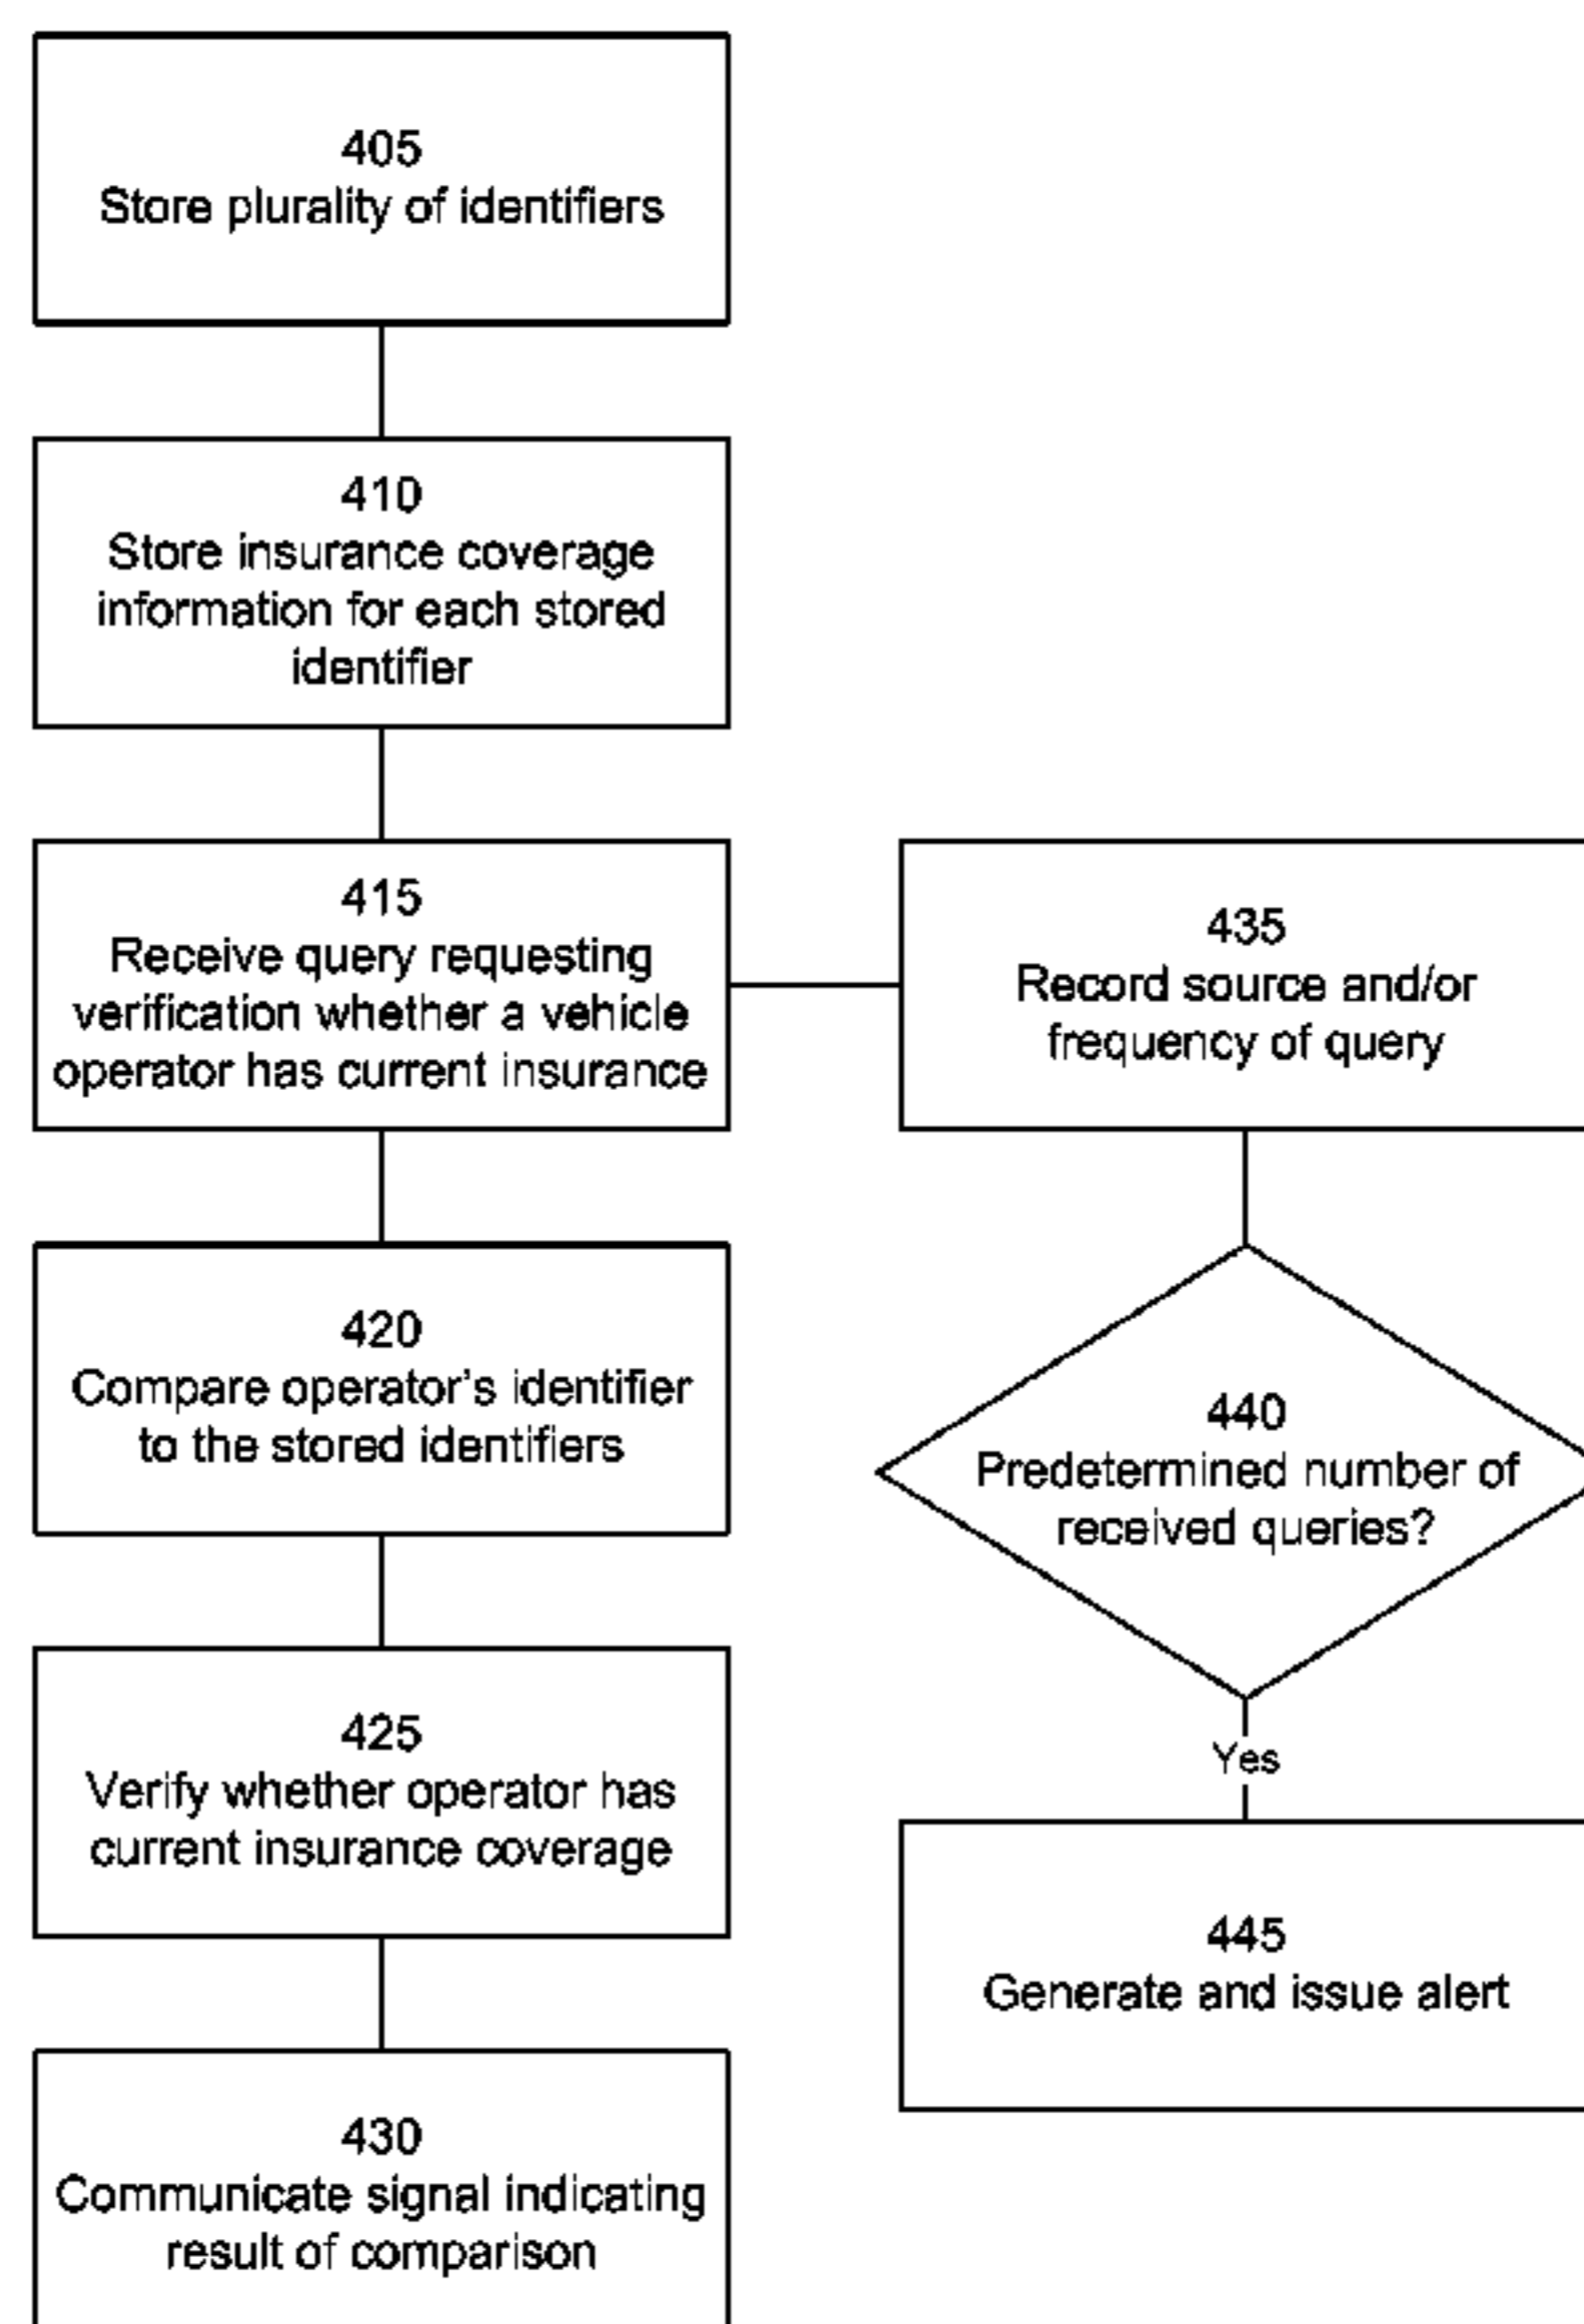 405
Store plurality of identifiers
410
Store insurance coverage
information for each stored
identifier
415
Receive query requesting
verification whether a vehicle
operator has current insurance
420
Compare operator’s identifier
to the stored identifiers
425
Verify whether operator has
current insurance coverage
430
Communicate signal indicating
result of comparison
435
Record source and/or
frequency of query
440
Predetermined number of
received queries?
Yes
445
Generate and issue alert